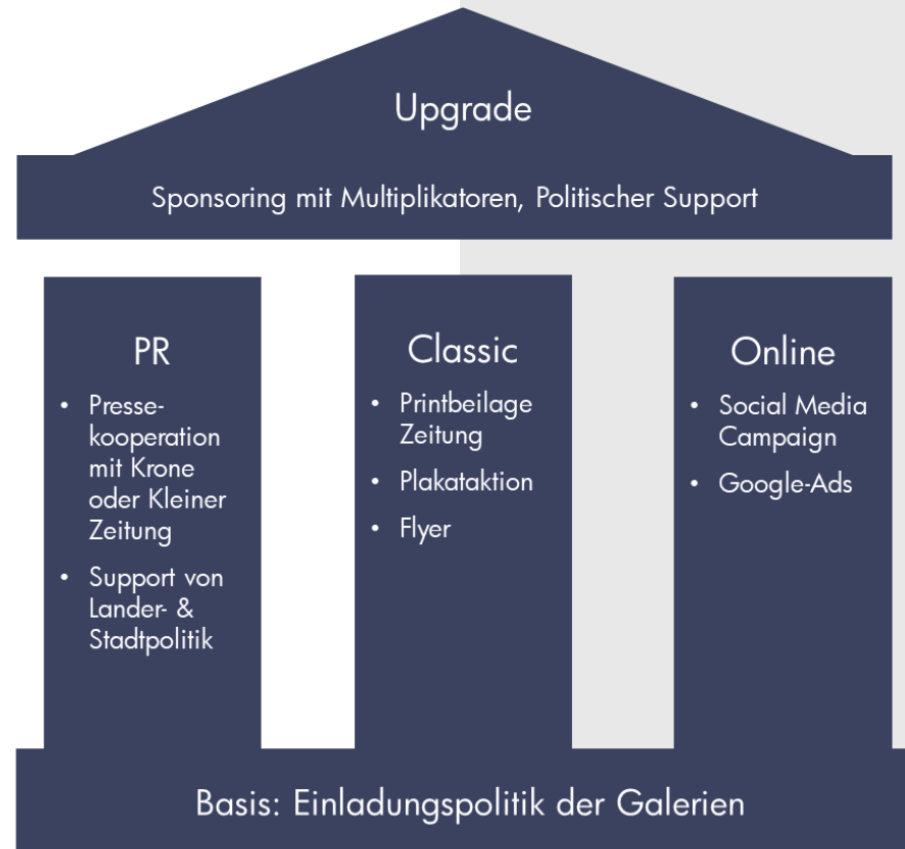 Upgrade
Sponsoring mit Multiplikatoren, Politischer Support
PR
• Presse-
kooperation
mit Krone
oder Kleiner
Zeitung
• Support von
Lander- &
Stadtpolitik
Classic
• Printbeilage
Zeitung
• Plakataktion
• Flyer
Online
• Social Media
Campaign
• Google-Ads
Basis: Einladungspolitik der Galerien